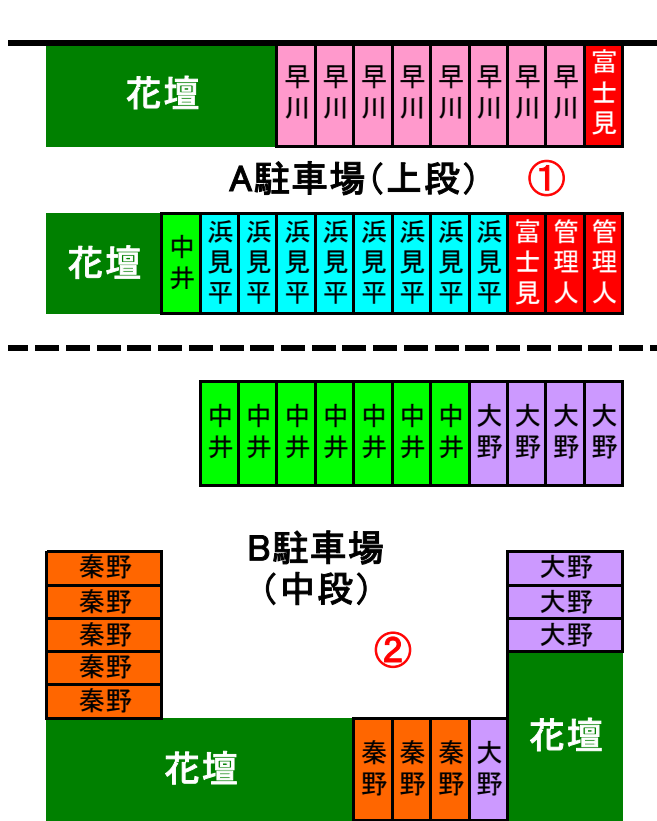 花壇 早川 早川 早川 早川 早川 早川 早川 早川 富士見
A駐車場(上段) ①
花壇 中井 浜見平 浜見平 浜見平 浜見平 浜見平 浜見平 浜見平 浜見平 富士見 管理人 管理人
中井 中井 中井 中井 中井 中井 中井 大野 大野 大野 大野
B駐車場
(中段)
②
秦野
秦野
秦野
秦野
秦野
大野
大野
大野
花壇
花壇 秦野 秦野 秦野 大野